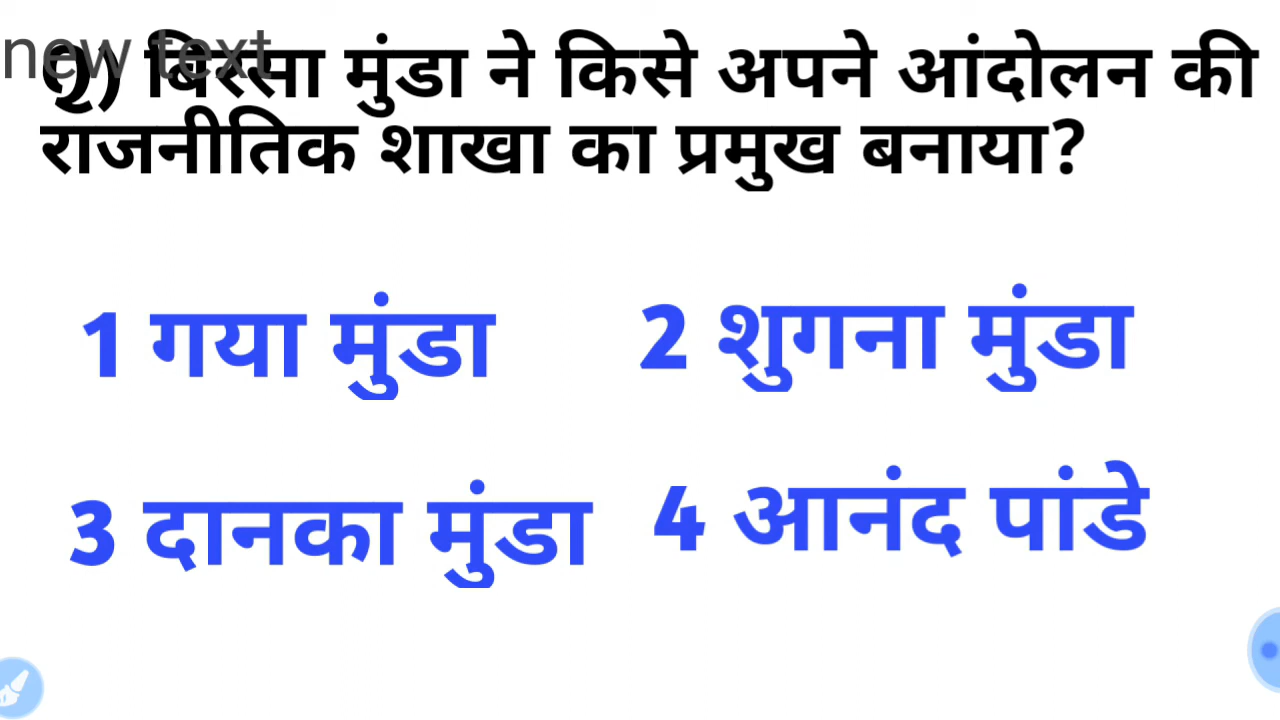 new text
Q) बिरसा मुंडा ने किसे अपने आंदोलन की
राजनीतिक शाखा का प्रमुख बनाया?
1 गया मुंडा
2 शुगना मुंडा
3 दानका मुंडा
4 आनंद पांडे